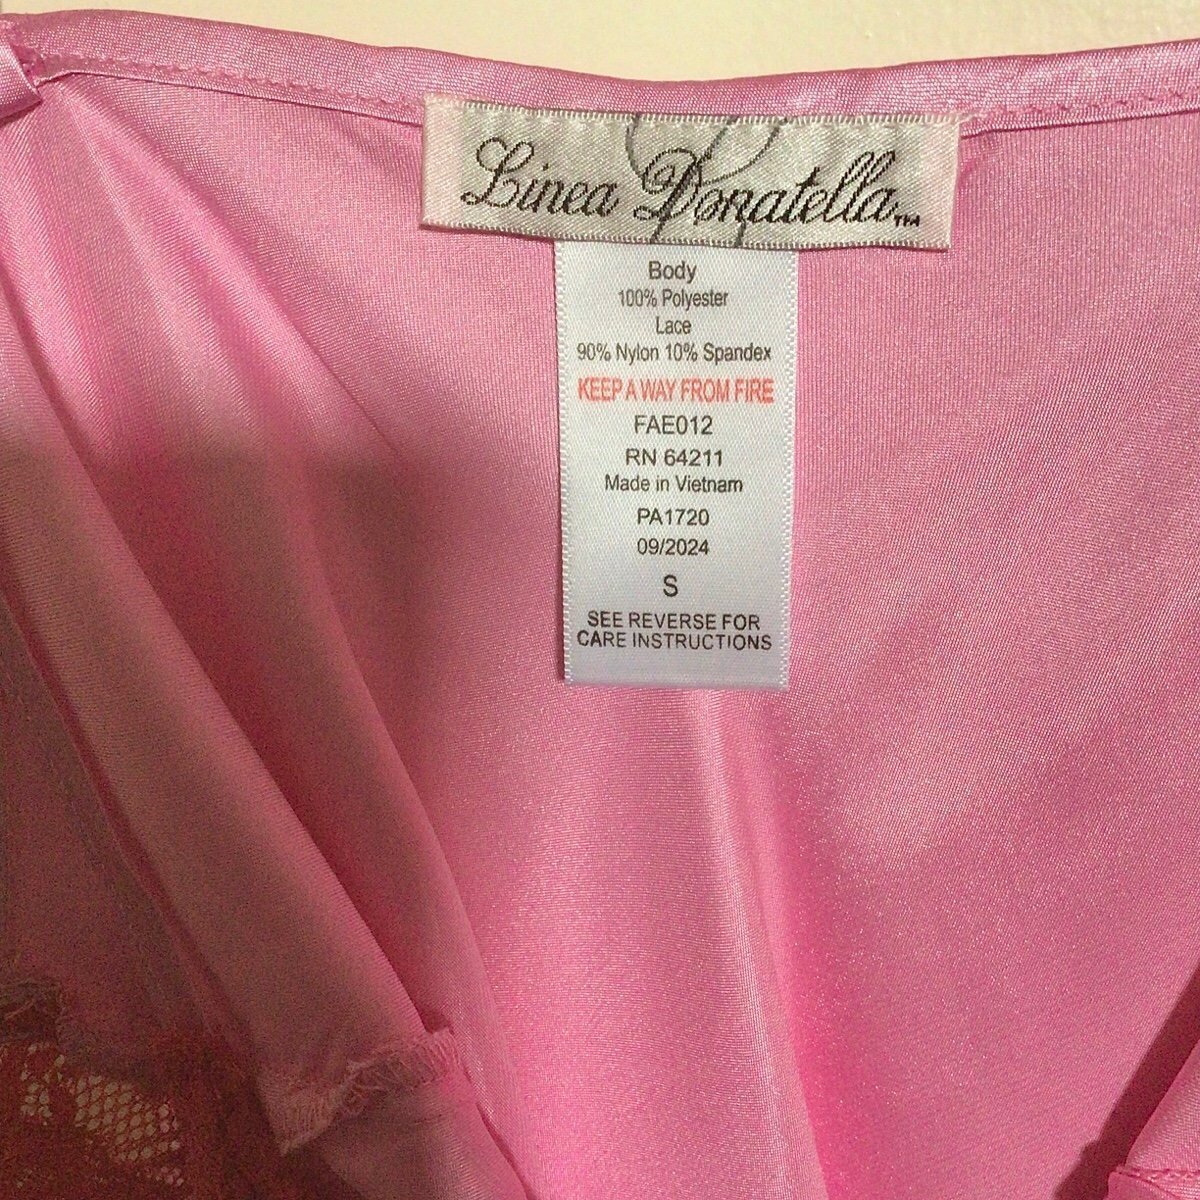 Linea Donatella™
Body
100% Polyester
Lace
90% Nylon 10% Spandex
KEEP A WAY FROM FIRE
FAE012
RN 64211
Made in Vietnam
PA1720
09/2024
S
SEE REVERSE FOR
CARE INSTRUCTIONS